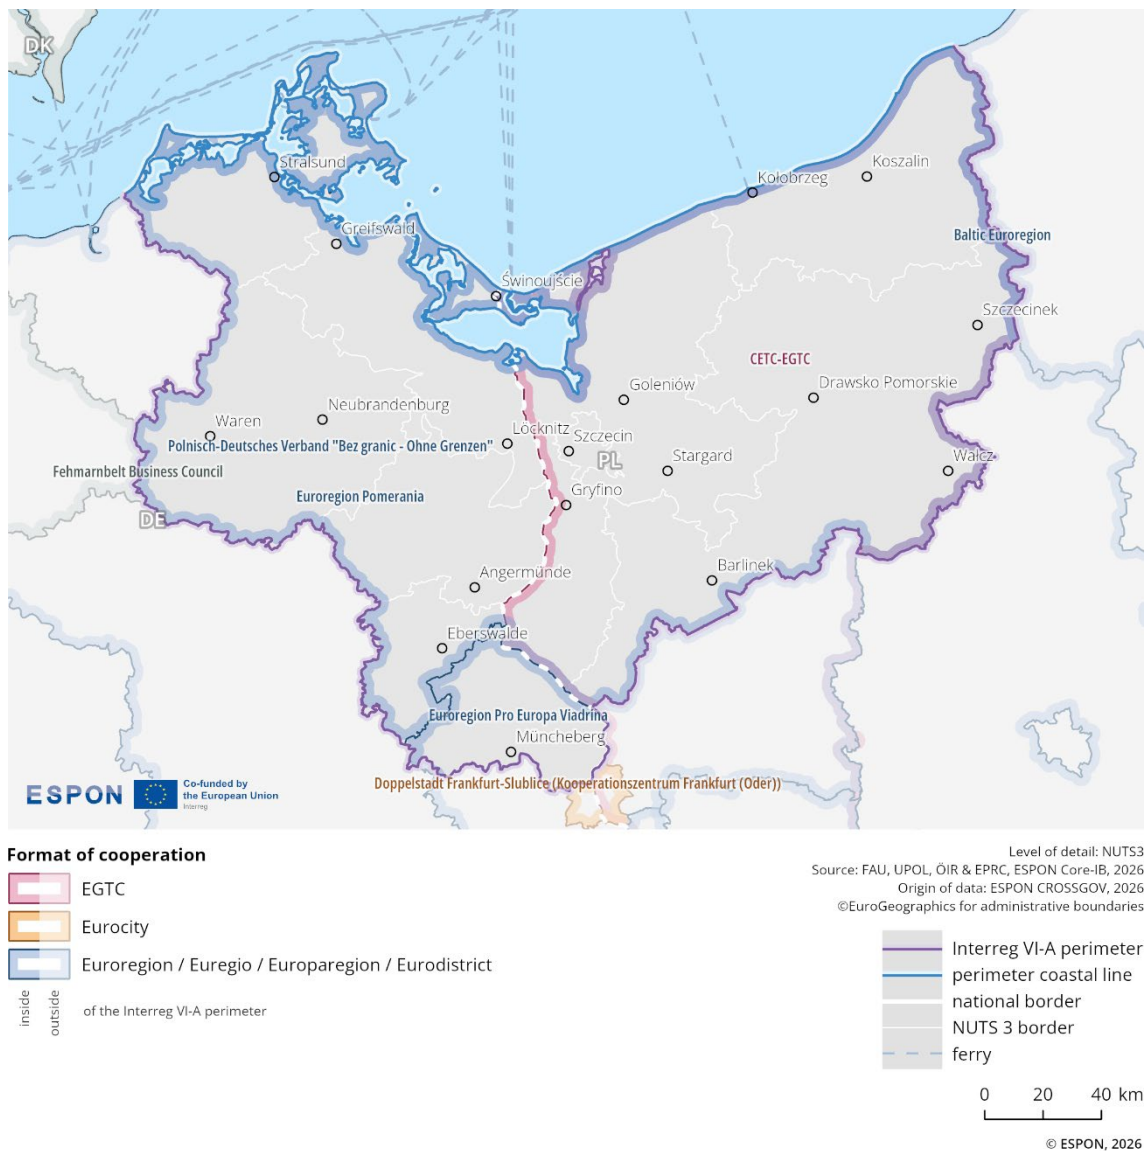 DK
Stralsund
Koszalin
Kołobrzeg
Greifswald
Baltic Euroregion
Świnoujście
Szczecinek
CETC-EGTC
Goleniów
Drawsko Pomorskie
Neubrandenburg
Waren
Löcknitz
Szczecin
Polnisch-Deutsches Verband "Bez granic - Ohne Grenzen"
PL
Stargard
Wałcz
Fehmarnbelt Business Council
Euroregion Pomerania
Gryfino
DE
Angermünde
Barlinek
Eberswalde
Euroregion Pro Europa Viadrina
Müncheberg
Doppelstadt Frankfurt-Slublice (Kooperationszentrum Frankfurt (Oder))
ESPON
Co-funded by
the European Union
Interreg
Format of cooperation
EGTC
Eurocity
Euroregion / Euregio / Europaregion / Eurodistrict
inside
outside
of the Interreg VI-A perimeter
Level of detail: NUTS3
Source: FAU, UPOL, ÖIR & EPRC, ESPON Core-IB, 2026
Origin of data: ESPON CROSSGOV, 2026
©EuroGeographics for administrative boundaries
Interreg VI-A perimeter
perimeter coastal line
national border
NUTS 3 border
ferry
0 20 40 km
© ESPON, 2026